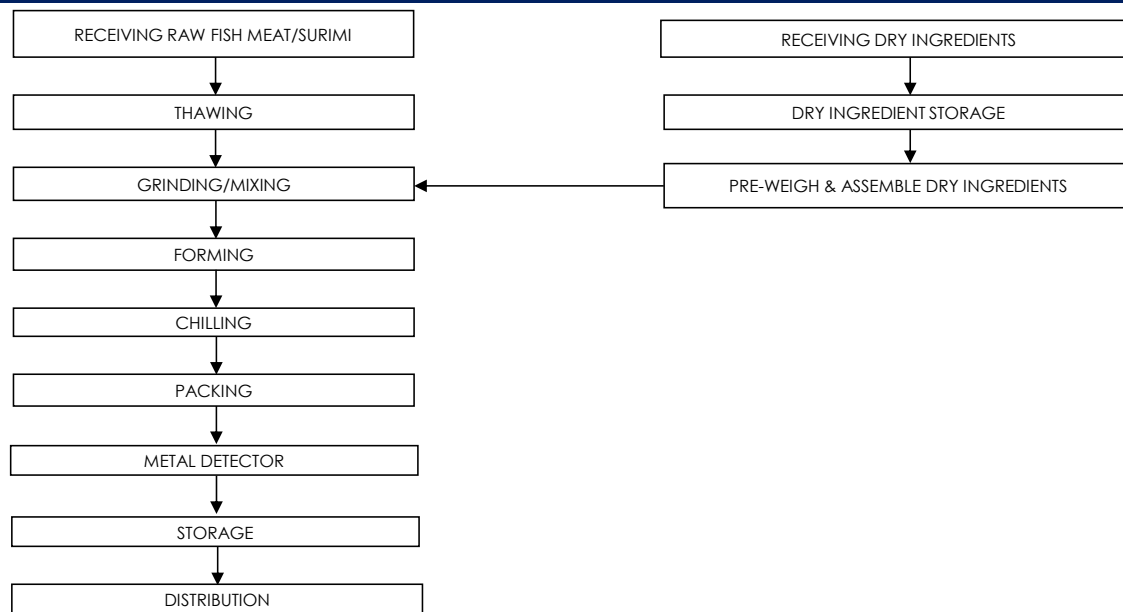 RECEIVING RAW FISH MEAT/SURIMI
THAWING
GRINDING/MIXING
FORMING
CHILLING
PACKING
METAL DETECTOR
STORAGE
DISTRIBUTION
RECEIVING DRY INGREDIENTS
DRY INGREDIENT STORAGE
PRE-WEIGH & ASSEMBLE DRY INGREDIENTS